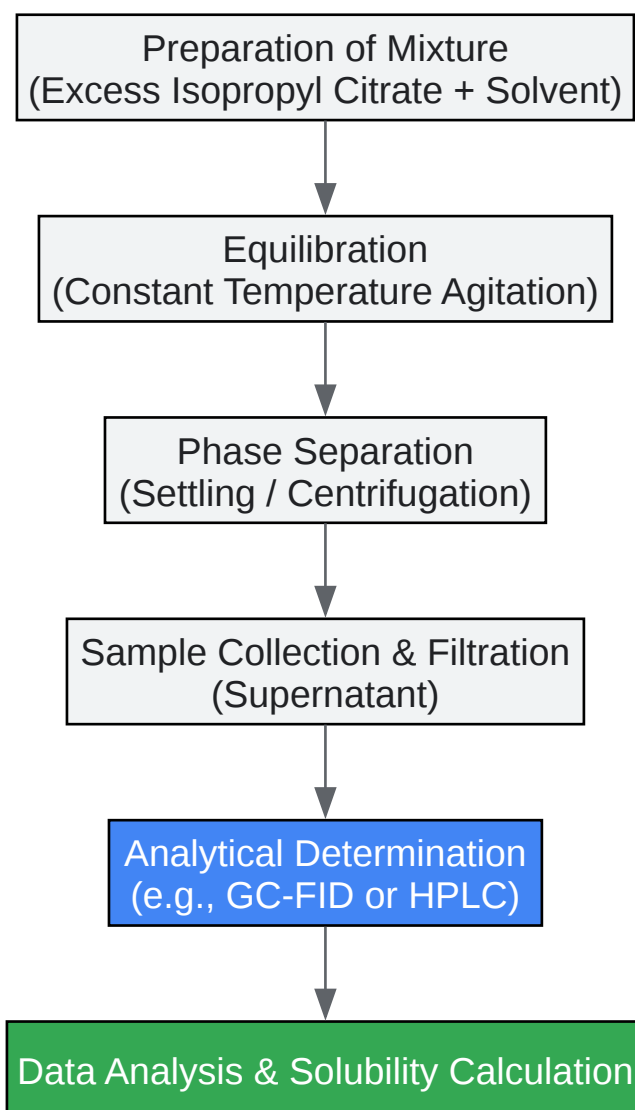 Preparation of Mixture
(Excess Isopropyl Citrate + Solvent)
Equilibration
(Constant Temperature Agitation)
Phase Separation
(Settling / Centrifugation)
Sample Collection & Filtration
(Supernatant)
Analytical Determination
(e.g., GC-FID or HPLC)
Data Analysis & Solubility Calculation